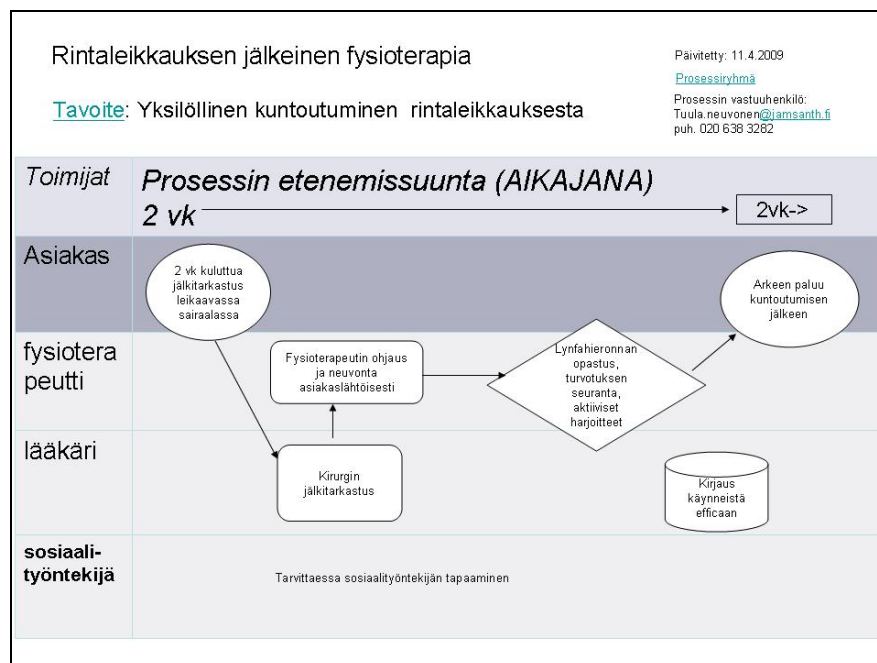 Rintaleikkauksen jälkeinen fysioterapia
Tavoite: Yksilöllinen kuntoutuminen rintaleikkauksesta
Päivitetty: 11.4.2009
Prosessiryhmä
Prosessin vastuuhenkilö:
Tuula.neuvonen@jamsanth.fi
puh. 020 638 3282
Toimijat
Prosessin etenemissuunta (AIKAJANA)
2 vk
2vk->
Asiakas
2 vk kuluttua
jälkitarkastus
leikaavassa
sairaalassa
Arkeen paluu
kuntoutumisen
jälkeen
fysiotera
peutti
Fysioterapeutin ohjaus
ja neuvonta
asiakaslähtöisesti
Lynfahieronnan
opastus,
turvotuksen
seuranta,
aktiiviset
harjoitteet
lääkäri
Kirurgin
jälkitarkastus
Kirjaus
käynneistä
efficaan
sosiaali-
työntekijä
Tarvittaessa sosiaalityöntekijän tapaaminen